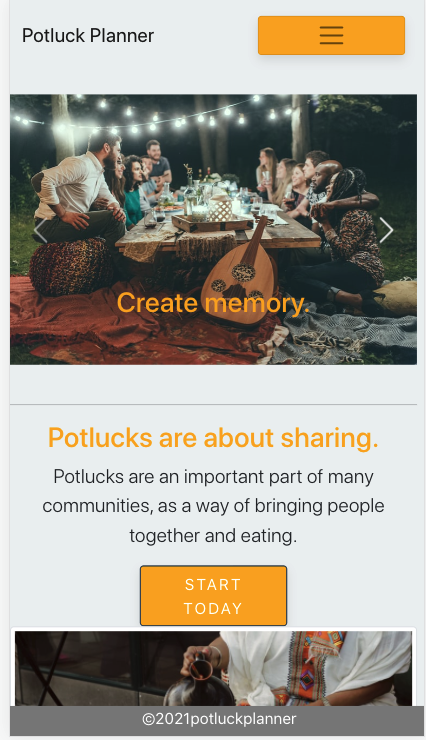 Potluck Planner
Create memory.
Potlucks are about sharing.
Potlucks are an important part of many
communities, as a way of bringing people
together and eating.
START
TODAY
©2021potluckplanner